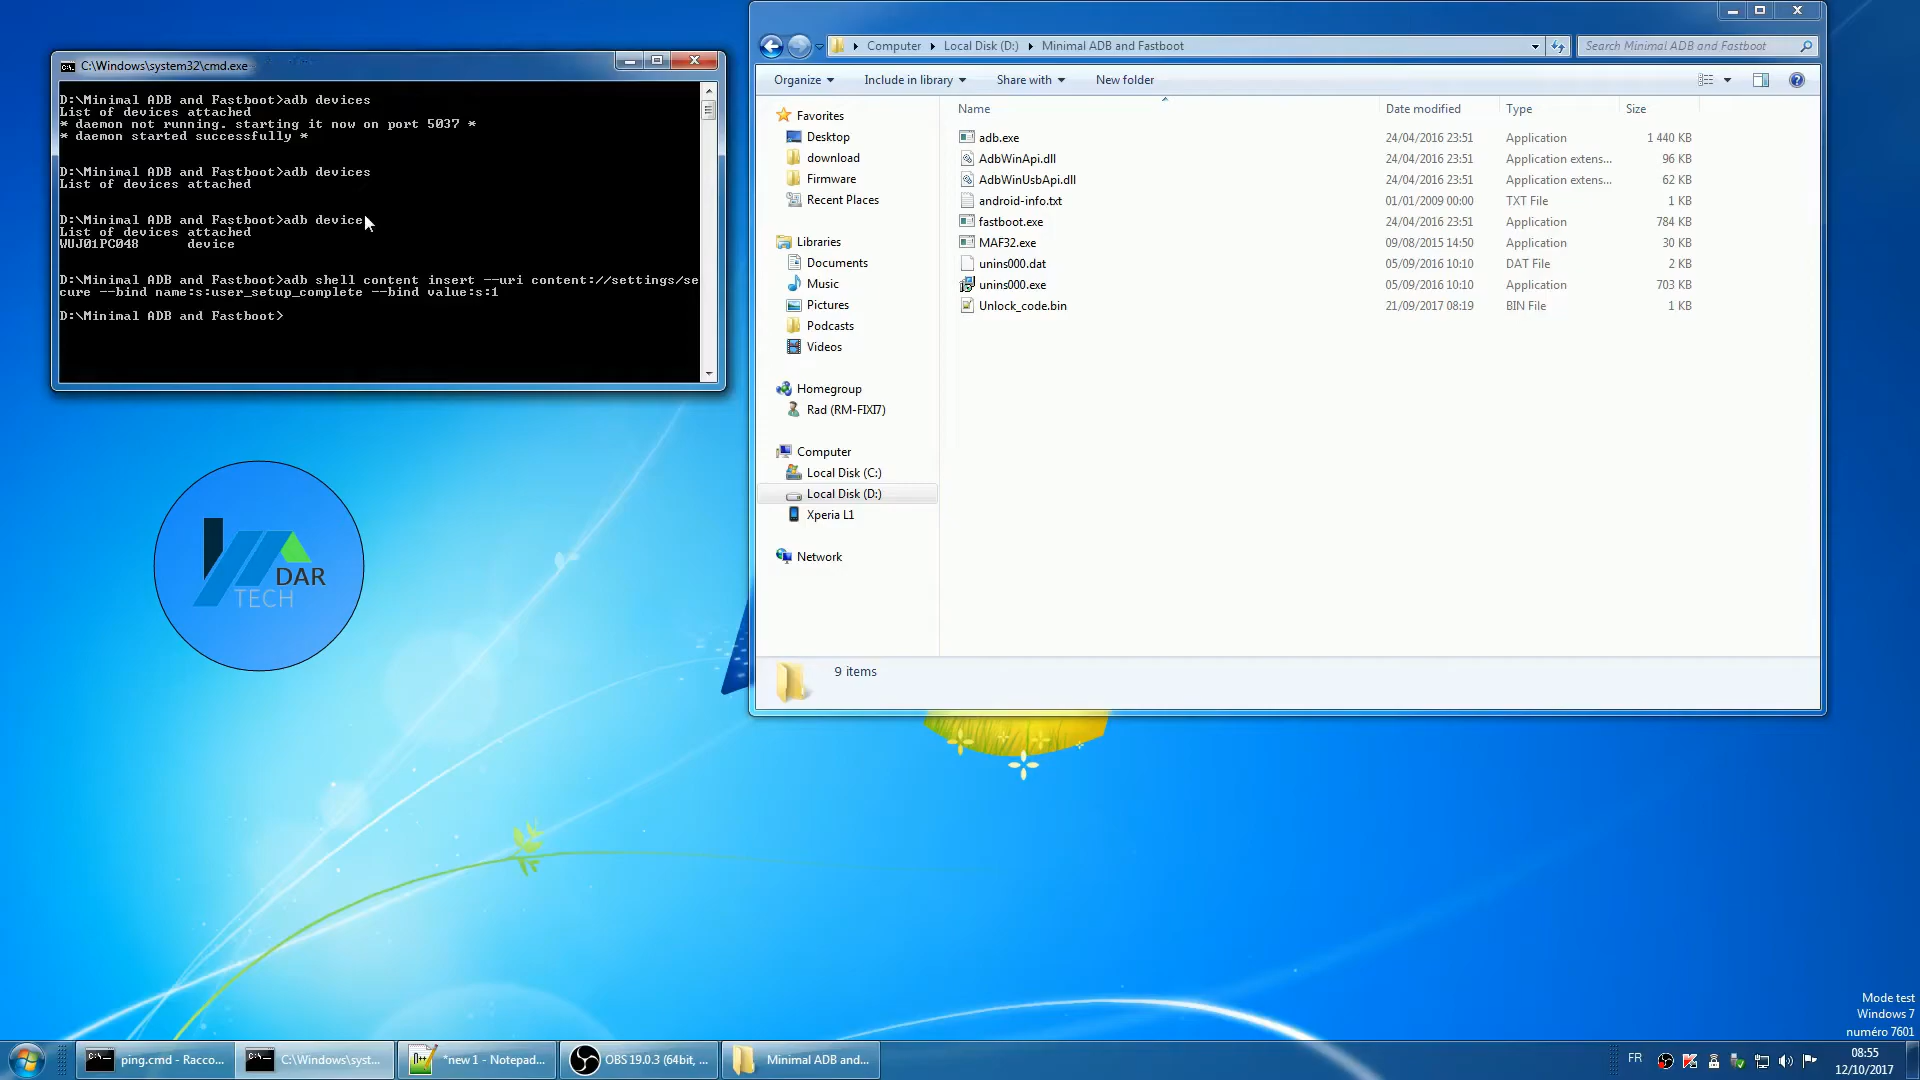 C:\Windows\system32\cmd.exe
D:\Minimal ADB and Fastboot>adb devices
List of devices attached
* daemon not running. starting it now on port 5037 *
* daemon started successfully *
D:\Minimal ADB and Fastboot>adb devices
List of devices attached
D:\Minimal ADB and Fastboot>adb devices
List of devices attached
WUJ01PC048 device
D:\Minimal ADB and Fastboot>adb shell content insert --uri content://settings/se
cure --bind name:s:user_setup_complete --bind value:s:1
D:\Minimal ADB and Fastboot>
DAR
TECH
Computer Local Disk (D:) Minimal ADB and Fastboot
Search Minimal ADB and Fastboot
Organize Include in library Share with New folder
Favorites
Desktop
download
Firmware
Recent Places
Libraries
Documents
Music
Pictures
Podcasts
Videos
Homegroup
Rad (RM-FIXI7)
Computer
Local Disk (C:)
Local Disk (D:)
Xperia L1
Network
Name Date modified Type Size
adb.exe 24/04/2016 23:51 Application 1 440 KB
AdbWinApi.dll 24/04/2016 23:51 Application extens... 96 KB
AdbWinUsbApi.dll 24/04/2016 23:51 Application extens... 62 KB
android-info.txt 01/01/2009 00:00 TXT File 1 KB
fastboot.exe 24/04/2016 23:51 Application 784 KB
MAF32.exe 09/08/2015 14:50 Application 30 KB
unins000.dat 05/09/2016 10:10 DAT File 2 KB
unins000.exe 05/09/2016 10:10 Application 703 KB
Unlock_code.bin 21/09/2017 08:19 BIN File 1 KB
9 items
Mode test
Windows 7
numéro 7601
ping.cmd - Racco...
C:\Windows\syst...
*new 1 - Notepad...
OBS 19.0.3 (64bit, ...
Minimal ADB and...
FR
08:55
12/10/2017